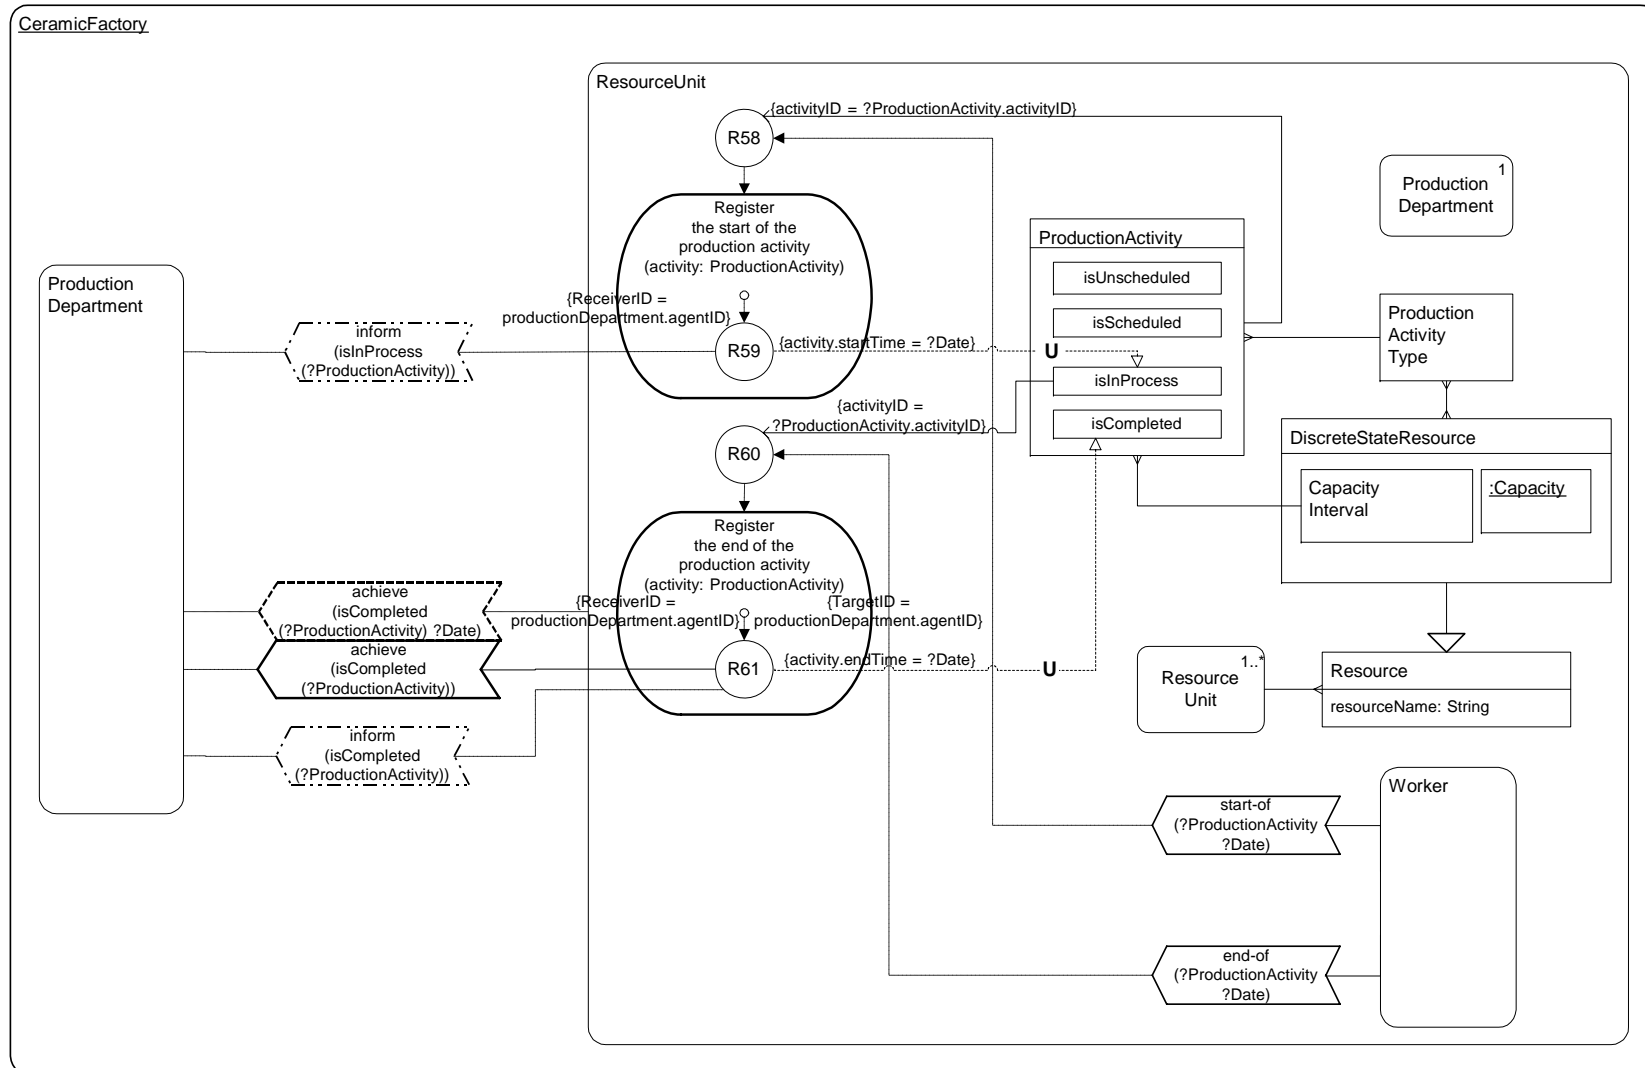 CeramicFactory
ResourceUnit
{activityID = ?ProductionActivity.activityID}
R58
Production
Department
1
Register
the start of the
production activity
(activity: ProductionActivity)
ProductionActivity
isUnscheduled
isScheduled
isInProcess
isCompleted
Production
Department
{ReceiverID =
productionDepartment.agentID}
inform
(isInProcess
(?ProductionActivity))
R59
{activity.startTime = ?Date}
U
Production
Activity
Type
{activityID =
?ProductionActivity.activityID}
R60
DiscreteStateResource
Capacity
Interval
:Capacity
Register
the end of the
production activity
(activity: ProductionActivity)
{ReceiverID =
productionDepartment.agentID}
{TargetID =
productionDepartment.agentID}
achieve
(isCompleted
(?ProductionActivity) ?Date)
achieve
(isCompleted
(?ProductionActivity))
R61
{activity.endTime = ?Date}
U
1..*
Resource
Unit
Resource
resourceName: String
inform
(isCompleted
(?ProductionActivity))
Worker
start-of
(?ProductionActivity
?Date)
end-of
(?ProductionActivity
?Date)